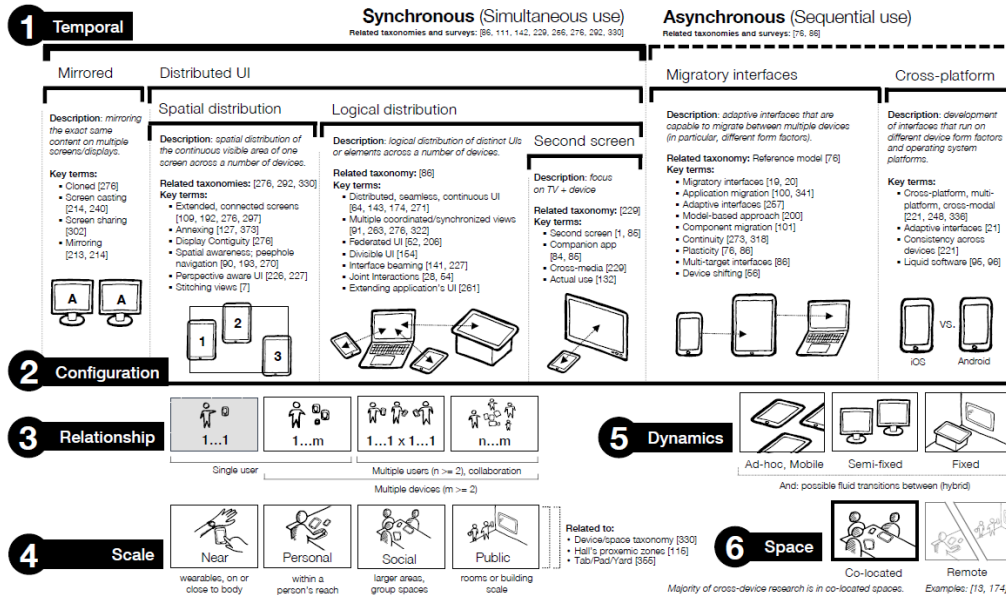 1 Temporal
Synchronous (Simultaneous use)
Related taxonomies and surveys: [86, 111, 142, 229, 256, 276, 292, 330]
Asynchronous (Sequential use)
Related taxonomies and surveys: [76, 86]
Mirrored
Description: mirroring
the exact same
content on multiple
screens/displays.
Key terms:
▪ Cloned [276]
▪ Screen casting
[214, 240]
▪ Screen sharing
[302]
▪ Mirroring
[213, 214]
A A
Distributed UI
Spatial distribution
Description: spatial distribution of
the continuous visible area of one
screen across a number of devices.
Related taxonomies: [276, 292, 330]
Key terms:
▪ Extended, connected screens
[109, 192, 276, 297]
▪ Annexing [127, 373]
▪ Display Contiguity [276]
▪ Spatial awareness; peephole
navigation [90, 193, 270]
▪ Perspective aware UI [226, 227]
▪ Stitching views [7]
1
2
3
Logical distribution
Description: logical distribution of distinct UIs
or elements across a number of devices.
Related taxonomy: [86]
Key terms:
▪ Distributed, seamless, continuous UI
[64, 143, 174, 271]
▪ Multiple coordinated/synchronized views
[91, 263, 276, 322]
▪ Federated UI [52, 206]
▪ Divisible UI [154]
▪ Interface beaming [141, 227]
▪ Joint Interactions [28, 54]
▪ Extending application's UI [261]
Second screen
Description: focus
on TV + device
Related taxonomy: [229]
Key terms:
▪ Second screen [1, 85]
▪ Companion app
[84, 85]
▪ Cross-media [229]
▪ Actual use [132]
Migratory interfaces
Description: adaptive interfaces that are
capable to migrate between multiple devices
(in particular, different form factors).
Related taxonomy: Reference model [76]
Key terms:
▪ Migratory interfaces [19, 20]
▪ Application migration [100, 341]
▪ Adaptive interfaces [257]
▪ Model-based approach [200]
▪ Component migration [101]
▪ Continuity [273, 318]
▪ Plasticity [76, 86]
▪ Multi-target interfaces [86]
▪ Device shifting [56]
Cross-platform
Description: development
of interfaces that run on
different device form factors
and operating system
platforms.
Key terms:
▪ Cross-platform, multi-
platform, cross-modal
[221, 248, 336]
▪ Adaptive interfaces [21]
▪ Consistency across
devices [221]
▪ Liquid software [95, 96]
VS.
iOS Android
2 Configuration
3 Relationship
1...1
1...m
1...1 x 1...1
n...m
Single user
Multiple users (n >= 2), collaboration
Multiple devices (m >= 2)
4 Scale
Near
Personal
Social
Public
wearables, on or
close to body
within a
person's reach
larger areas,
group spaces
rooms or building
scale
Related to:
▪ Device/space taxonomy [330]
▪ Hall's proxemic zones [116]
▪ Tab/Pad/Yard [355]
5 Dynamics
Ad-hoc, Mobile
Semi-fixed
Fixed
And: possible fluid transitions between (hybrid)
6 Space
Co-located
Remote
Majority of cross-device research is in co-located spaces.
Examples: [13, 174]